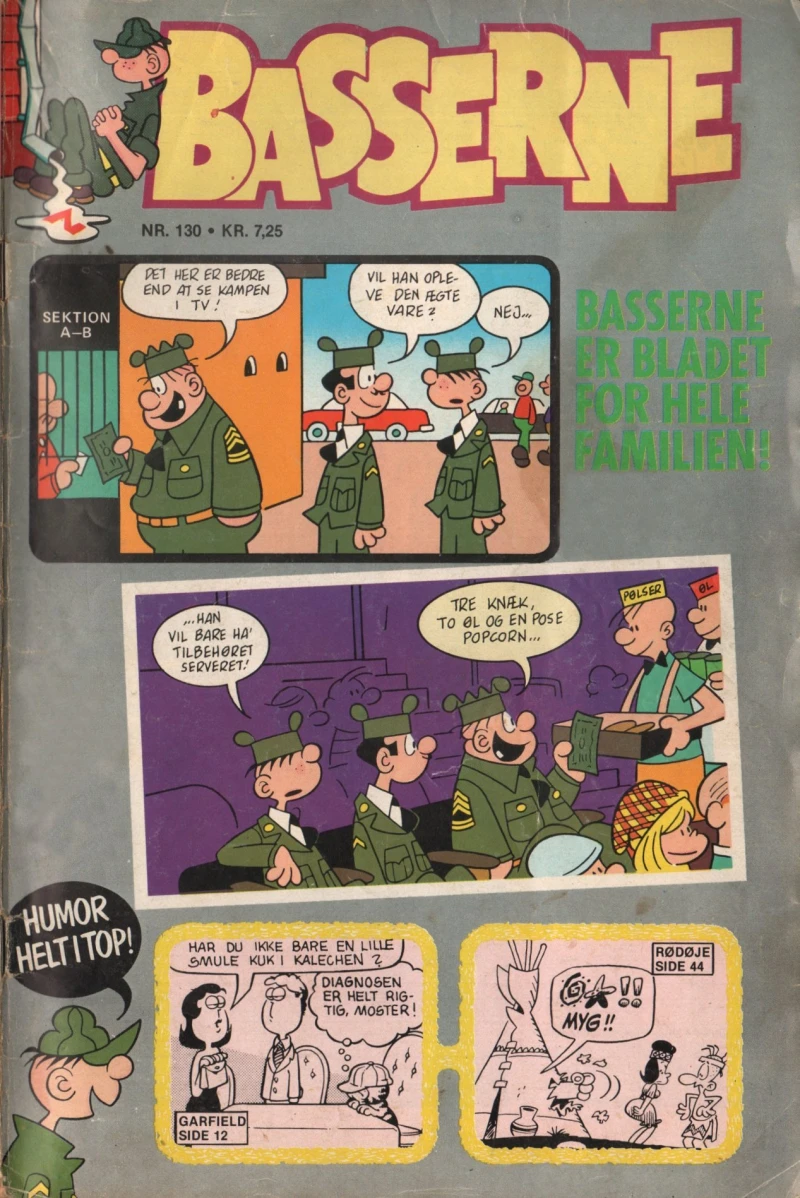 BASSERNE
NR. 130 • KR. 7,25
SEKTION
A–B
DET HER ER BEDRE
END AT SE KAMPEN
I TV!
VIL HAN OPLE-
VE DEN ÆGTE
VARE?
NEJ...
BASSERNE
ER BLADET
FOR HELE
FAMILIEN!
...HAN
VIL BARE HA'
TILBEHØRET
SERVERET!
TRE KNÆK,
TO ØL OG EN POSE
POPCORN...
PØLSER
ØL
HUMOR
HELT I TOP!
HAR DU IKKE BARE EN LILLE
SMULE KUK I KALECHEN?
DIAGNOSEN
ER HELT RIG-
TIG, MOSTER!
GARFIELD
SIDE 12
RØDØJE
SIDE 44
!!
MYG!!